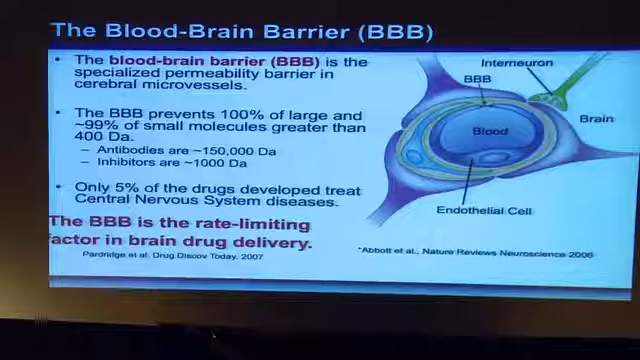 The Blood-Brain Barrier (BBB)
• The blood-brain barrier (BBB) is the
specialized permeability barrier in
cerebral microvessels.
• The BBB prevents 100% of large and
~99% of small molecules greater than
400 Da.
– Antibodies are ~150,000 Da
– Inhibitors are ~1000 Da
• Only 5% of the drugs developed treat
Central Nervous System diseases.
The BBB is the rate-limiting
factor in brain drug delivery.
Pardridge et al. Drug Discov Today. 2007
Interneuron
BBB
Brain
Blood
Endothelial Cell
*Abbott et al., Nature Reviews Neuroscience 2006